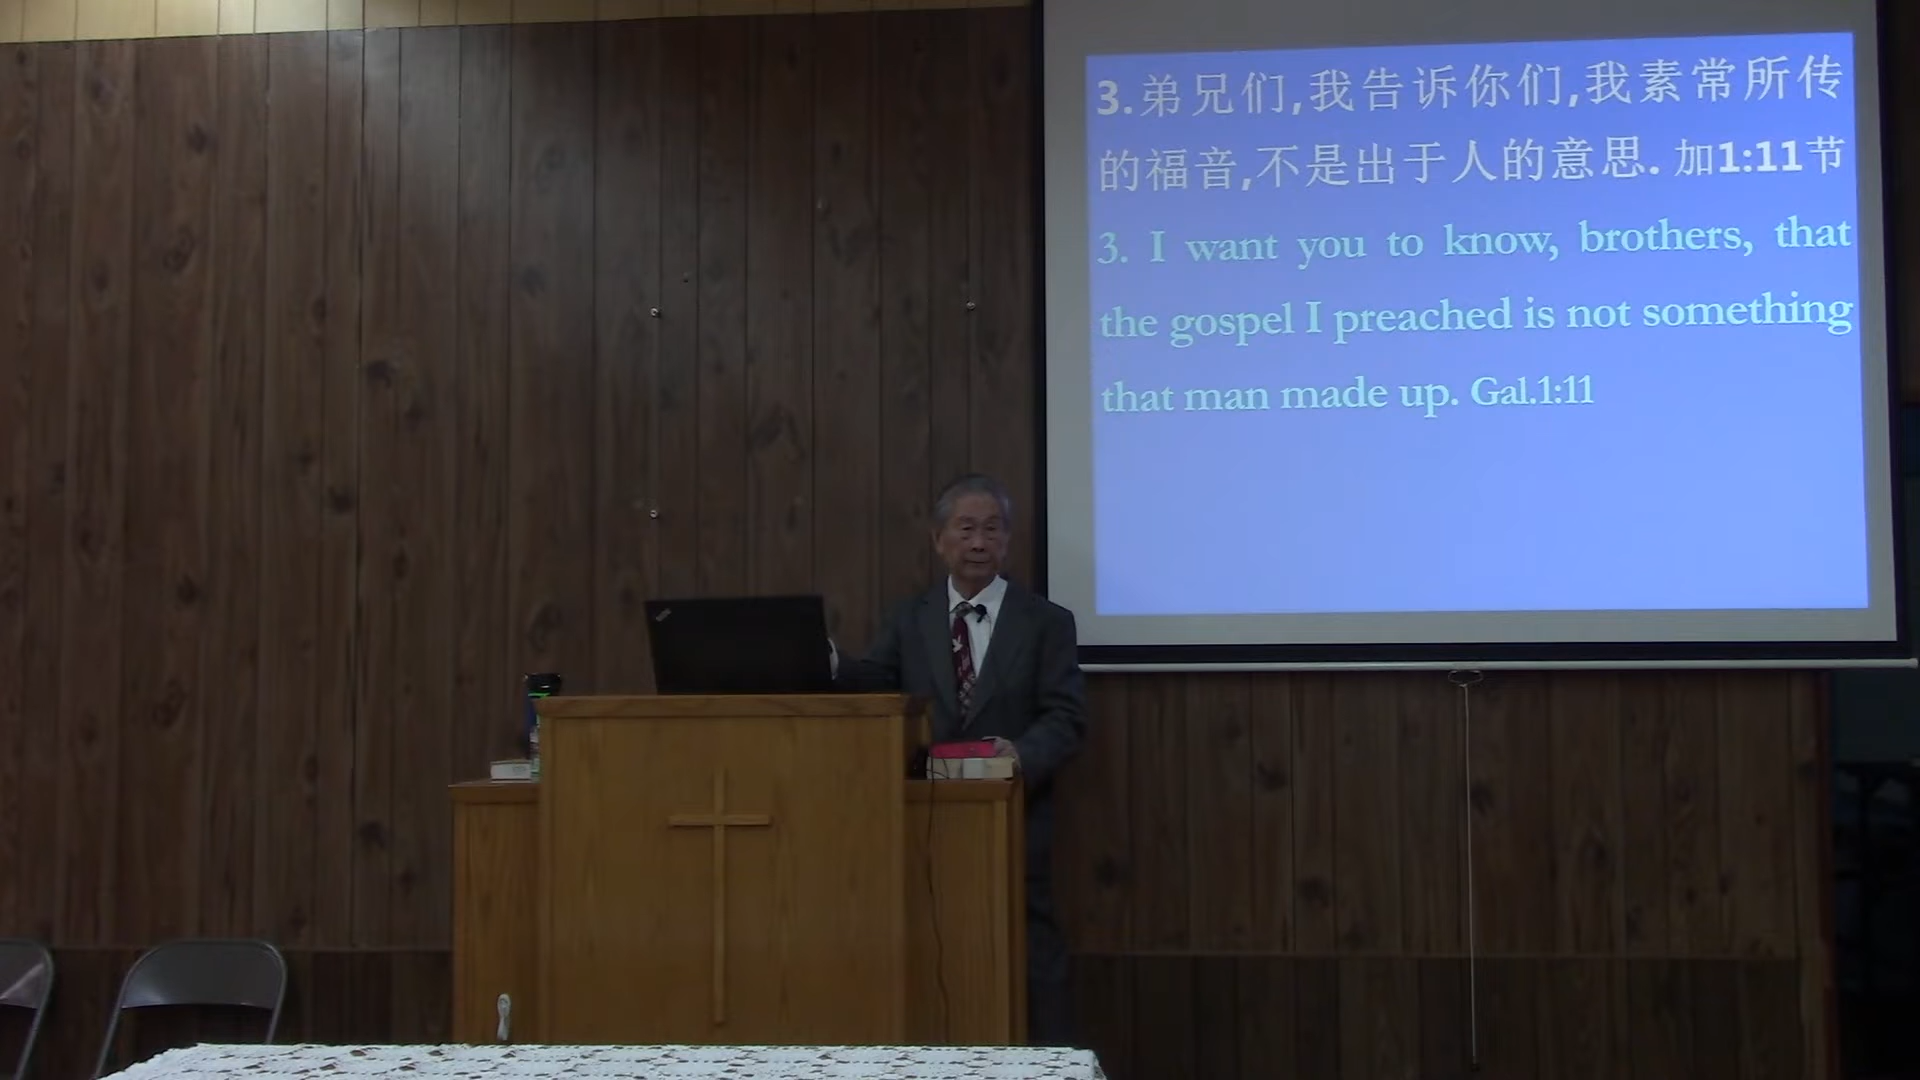 3.弟兄们,我告诉你们,我素常所传
的福音,不是出于人的意思. 加1:11节
3. I want you to know, brothers, that
the gospel I preached is not something
that man made up. Gal.1:11